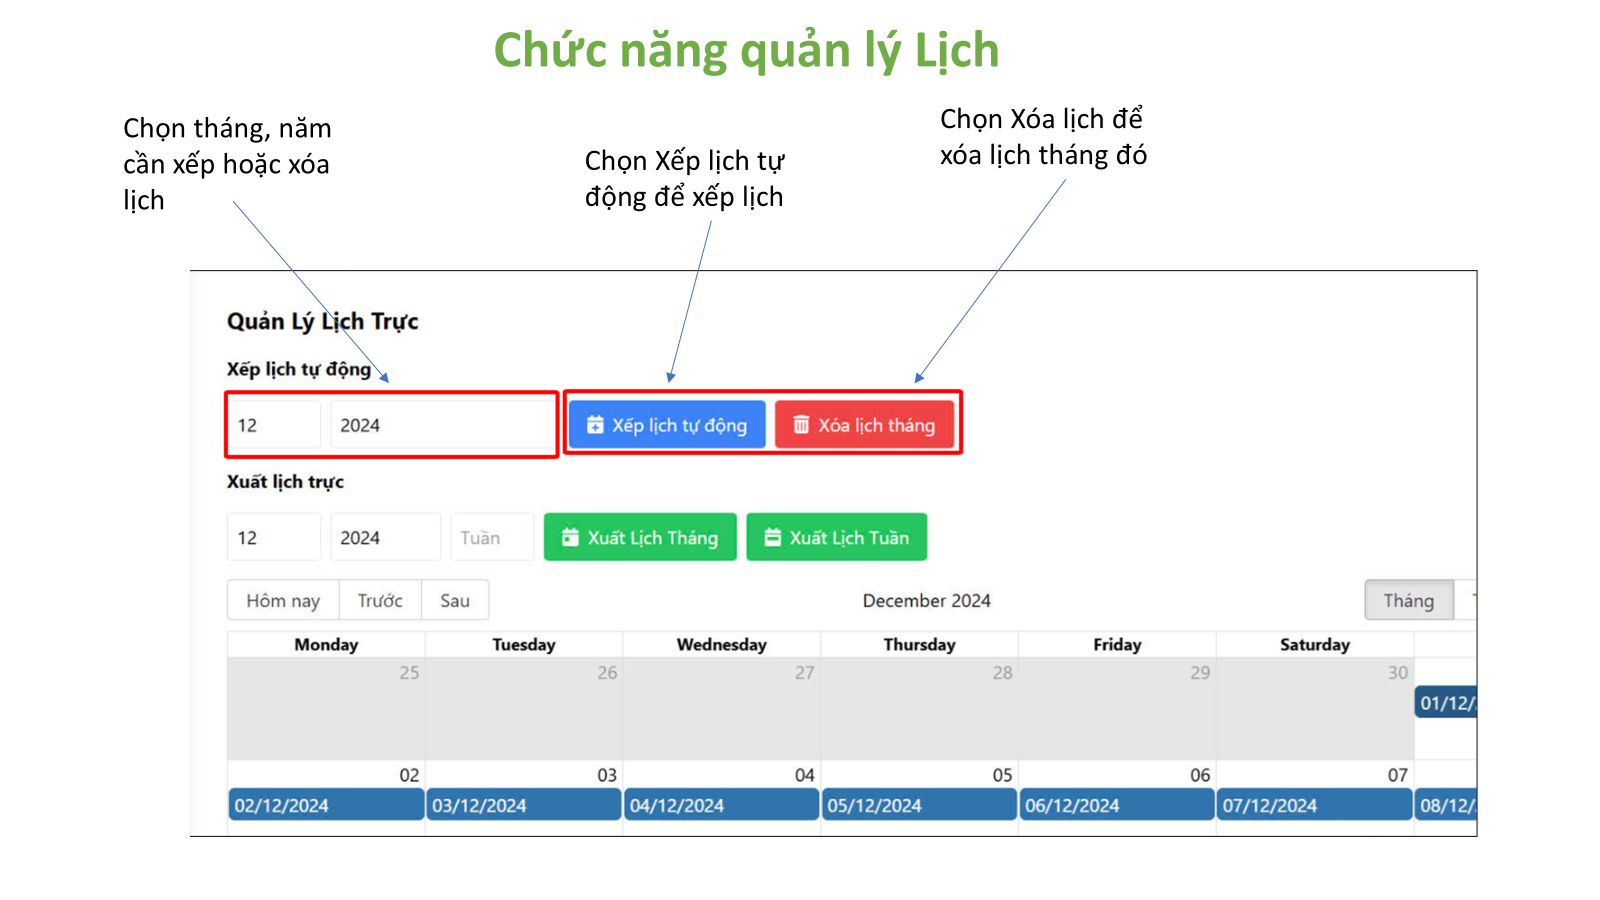 Chức năng quản lý Lịch
Chọn tháng, năm
cần xếp hoặc xóa
lịch
Chọn Xếp lịch tự
động để xếp lịch
Chọn Xóa lịch để
xóa lịch tháng đó
Quản Lý Lịch Trực
Xếp lịch tự động
12 2024 Xếp lịch tự động Xóa lịch tháng
Xuất lịch trực
12 2024 Tuần Xuất Lịch Tháng Xuất Lịch Tuần
Hôm nay Trước Sau December 2024 Tháng
Monday Tuesday Wednesday Thursday Friday Saturday
25 26 27 28 29 30
01/12/
02 03 04 05 06 07
02/12/2024 03/12/2024 04/12/2024 05/12/2024 06/12/2024 07/12/2024 08/12/